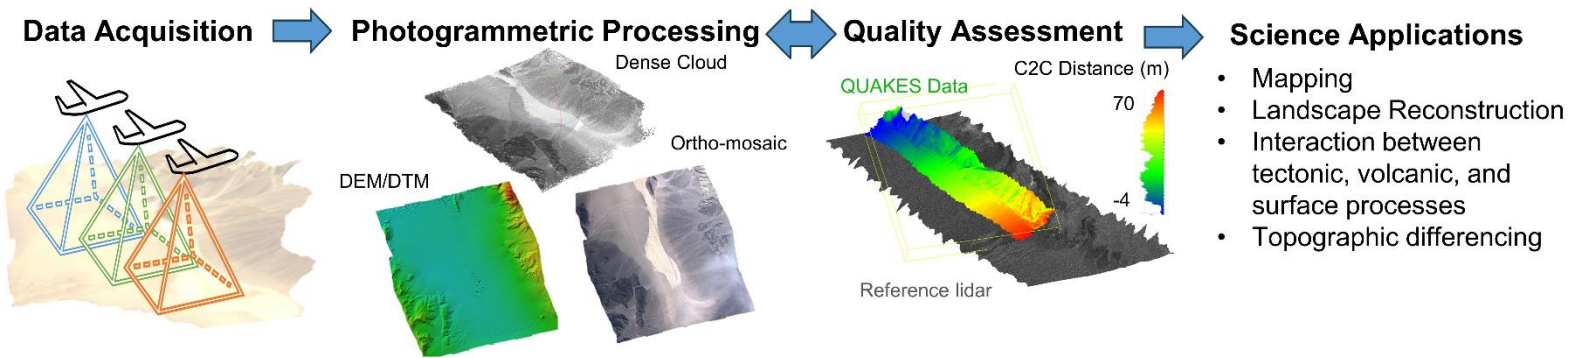 Data Acquisition
Photogrammetric Processing
Quality Assessment
Science Applications
Dense Cloud
Ortho-mosaic
DEM/DTM
C2C Distance (m)
QUAKES Data
70
-4
Reference lidar
• Mapping
• Landscape Reconstruction
• Interaction between
tectonic, volcanic, and
surface processes
• Topographic differencing